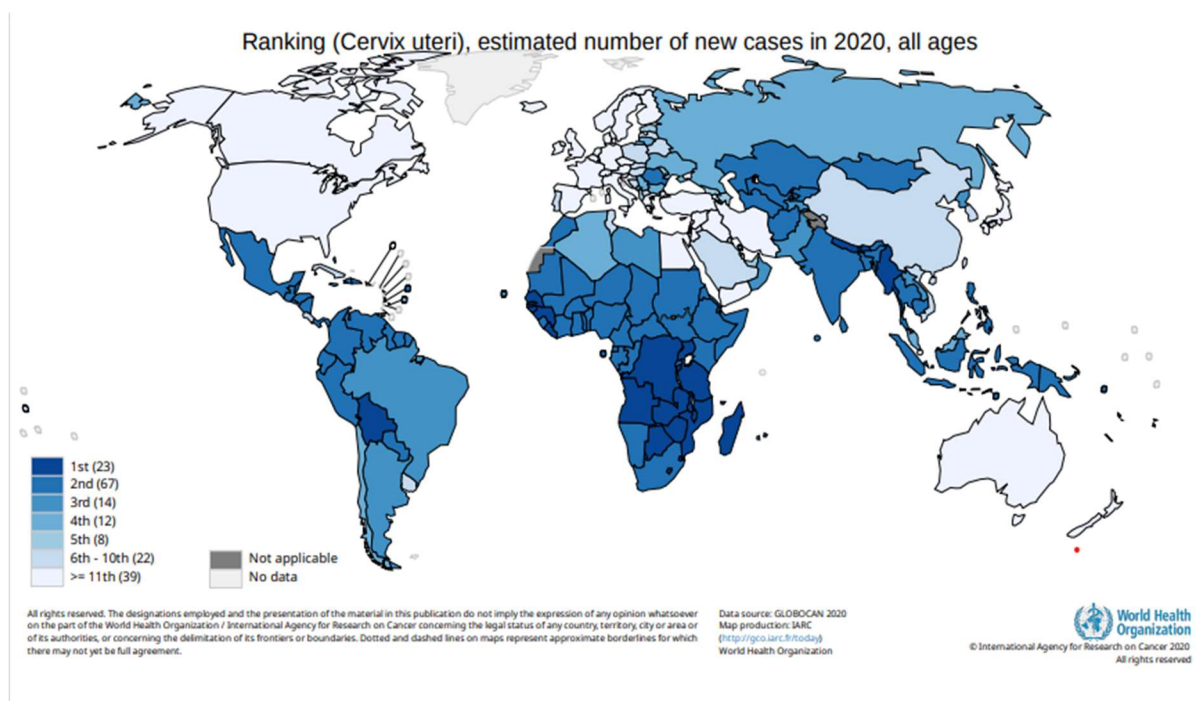 Ranking (Cervix uteri), estimated number of new cases in 2020, all ages
1st (23)
2nd (67)
3rd (14)
4th (12)
5th (8)
6th - 10th (22)
>= 11th (39)
Not applicable
No data
All rights reserved. The designations employed and the presentation of the material in this publication do not imply the expression of any opinion whatsoever
on the part of the World Health Organization / International Agency for Research on Cancer concerning the legal status of any country, territory, city or area or
of its authorities, or concerning the delimitation of its frontiers or boundaries. Dotted and dashed lines on maps represent approximate borderlines for which
there may not yet be full agreement.
Data source: GLOBOCAN 2020
Map production: IARC
(http://gco.iarc.fr/today)
World Health Organization
World Health
Organization
© International Agency for Research on Cancer 2020
All rights reserved